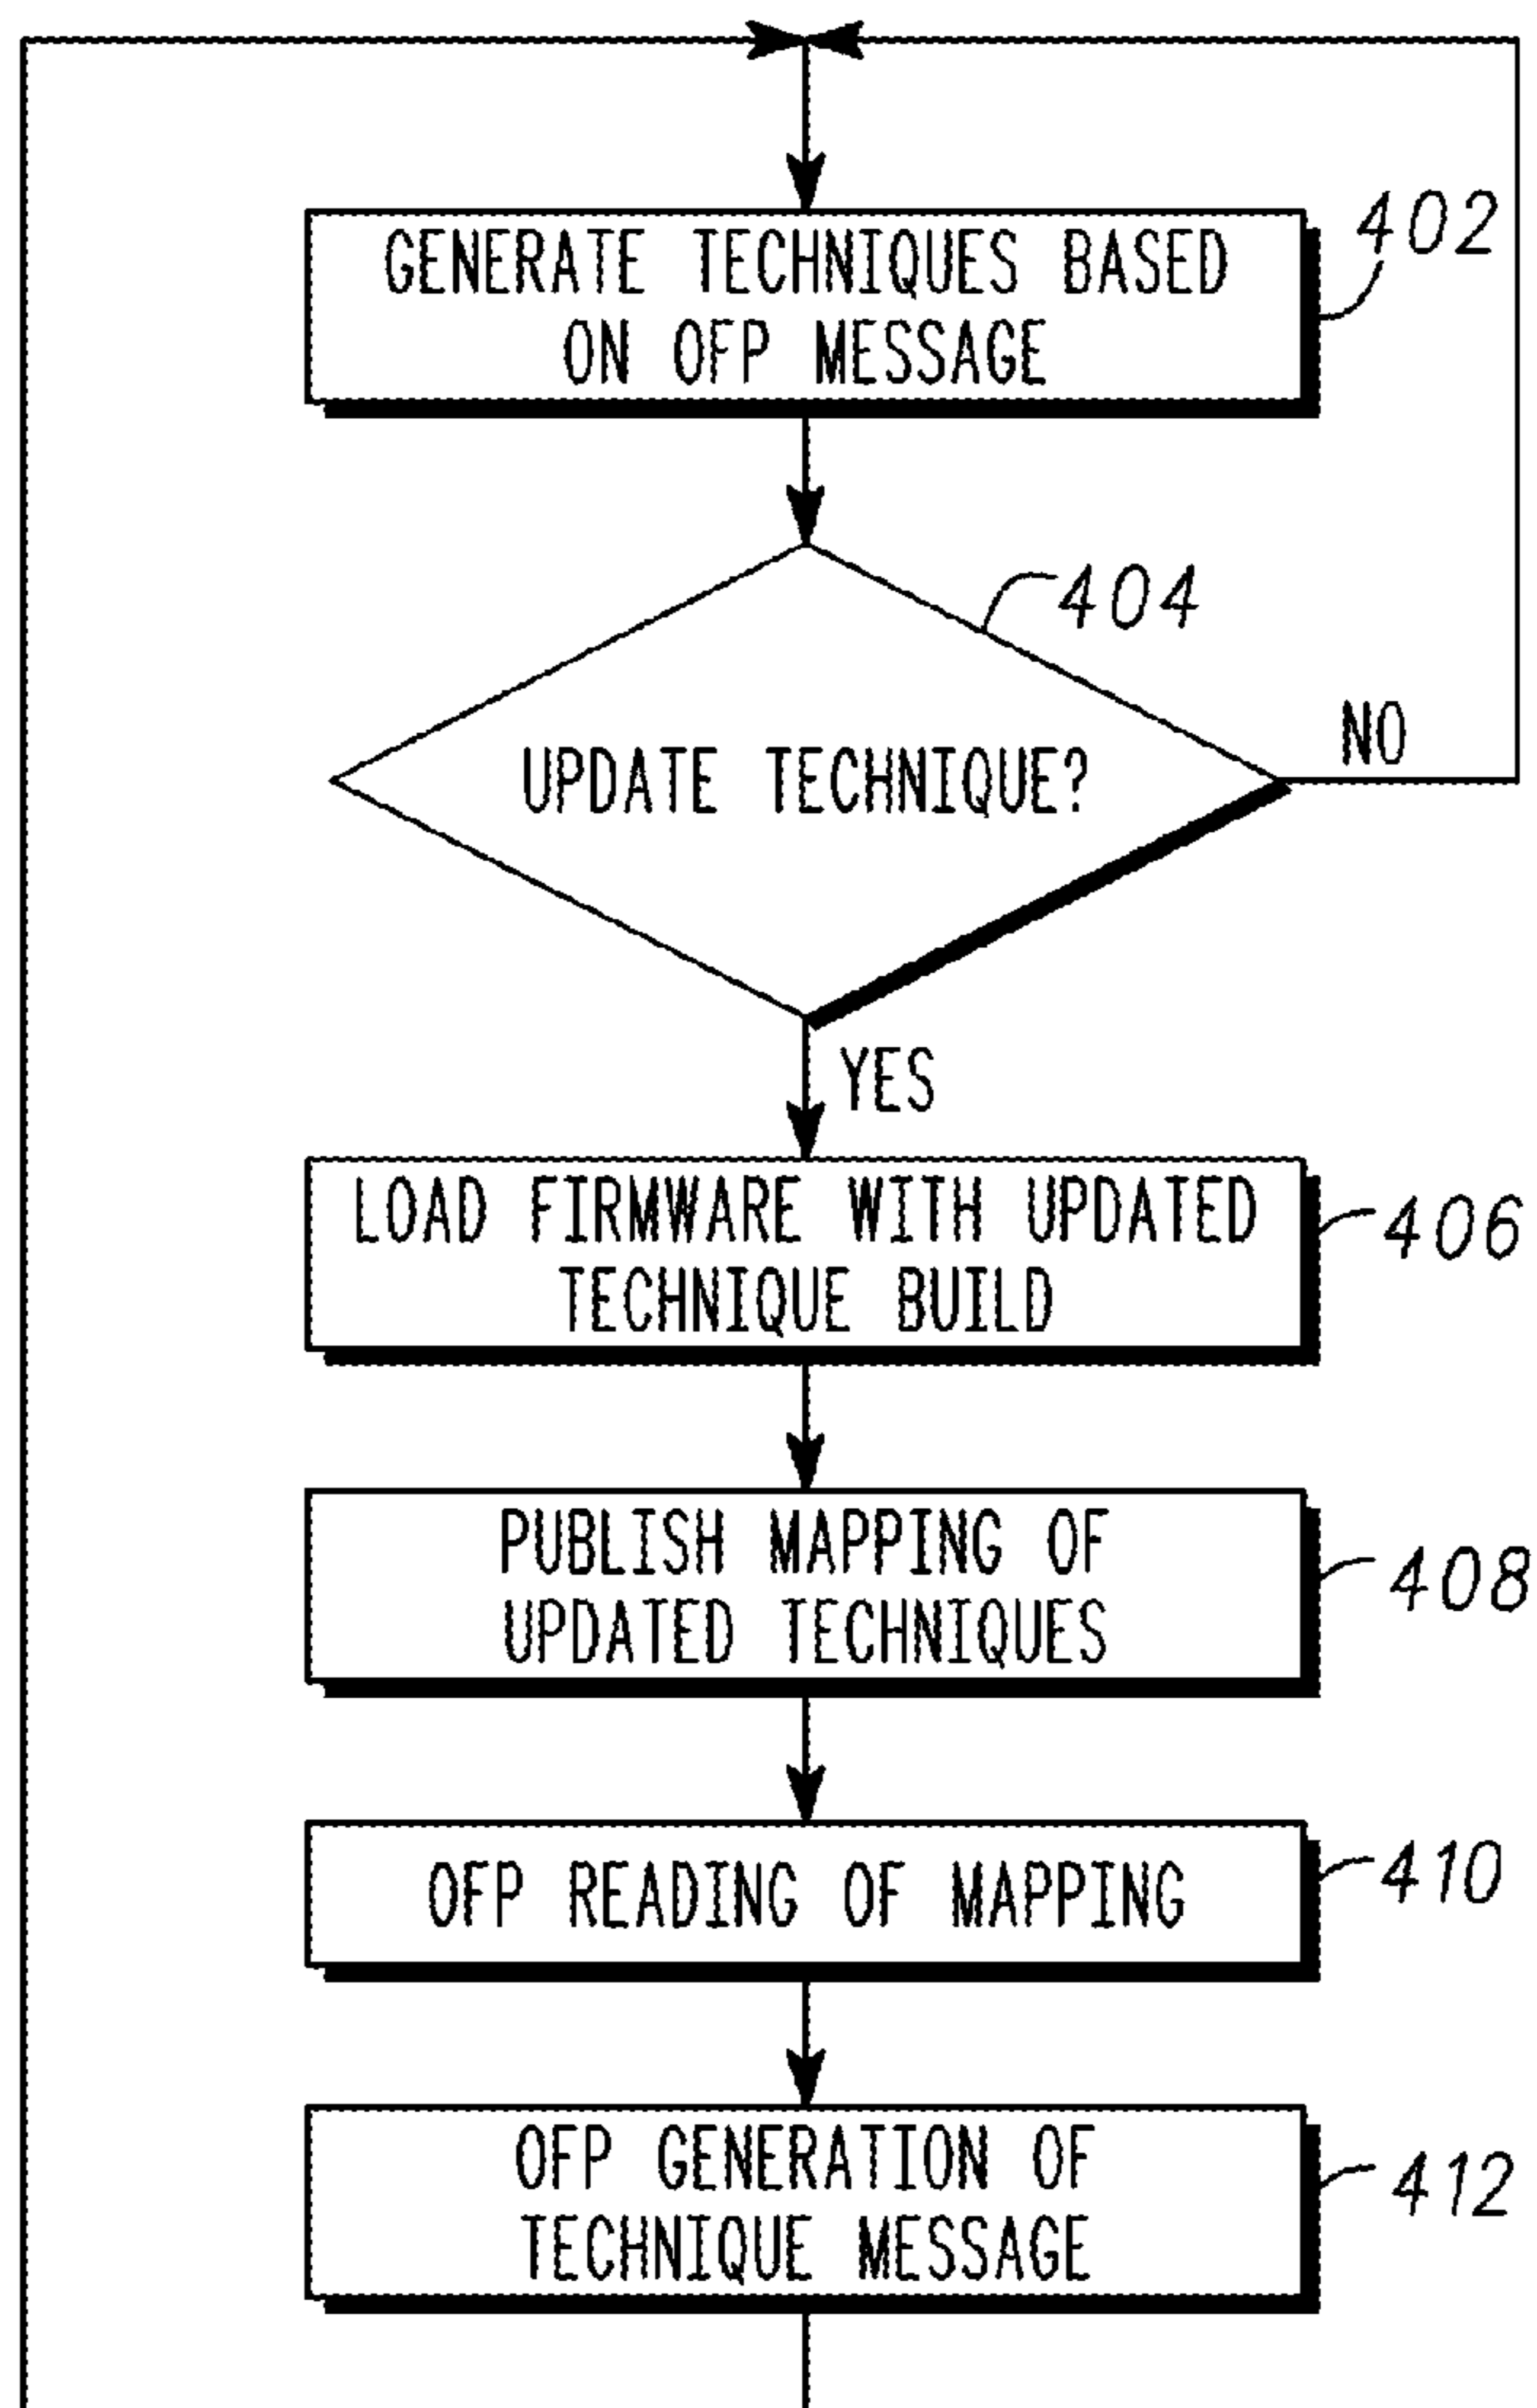 GENERATE TECHNIQUES BASED
ON OFP MESSAGE
402
404
UPDATE TECHNIQUE?
NO
YES
LOAD FIRMWARE WITH UPDATED
TECHNIQUE BUILD
406
PUBLISH MAPPING OF
UPDATED TECHNIQUES
408
OFP READING OF MAPPING
410
OFP GENERATION OF
TECHNIQUE MESSAGE
412